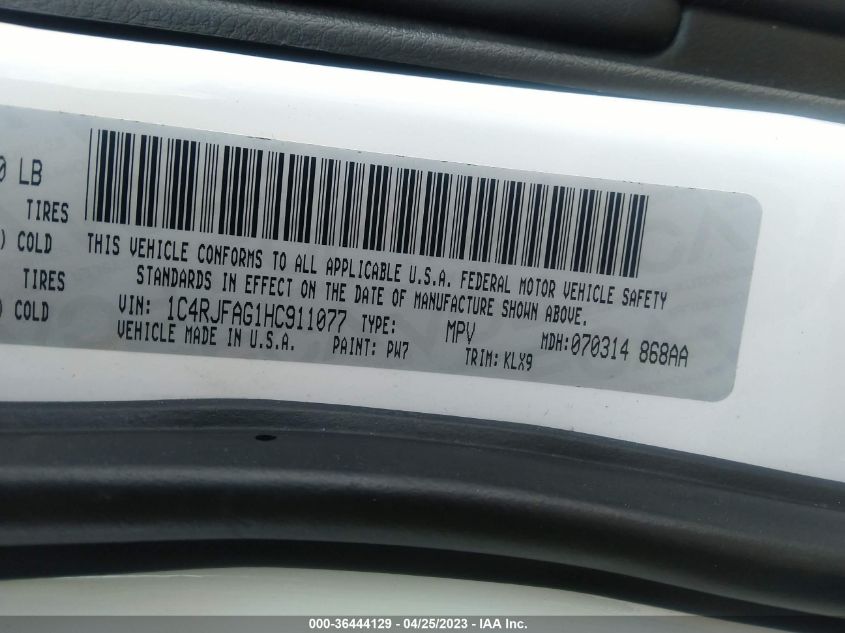 0 LB
TIRES
) COLD
TIRES
) COLD
THIS VEHICLE CONFORMS TO ALL APPLICABLE U.S.A. FEDERAL MOTOR VEHICLE SAFETY
STANDARDS IN EFFECT ON THE DATE OF MANUFACTURE SHOWN ABOVE.
VIN: 1C4RJFAG1HC911077 TYPE: MPV MDH:070314 868AA
VEHICLE MADE IN U.S.A. PAINT: PW7 TRIM: KLX9
000-36444129 - 04/25/2023 - IAA Inc.